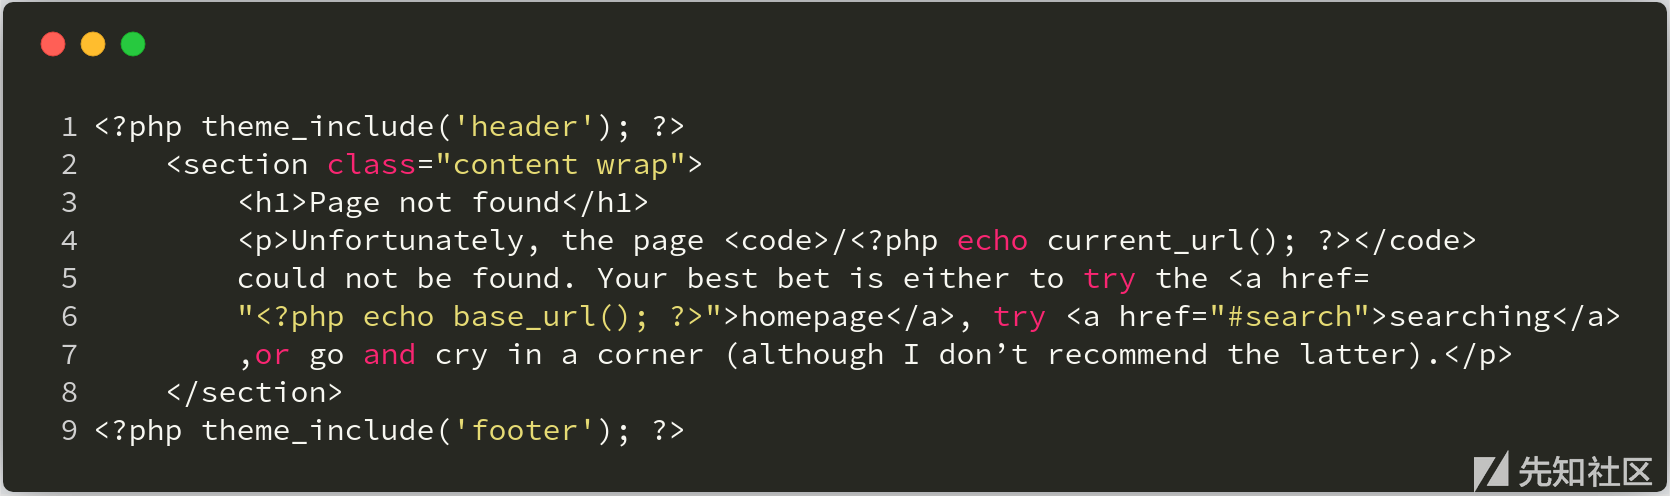 1 <?php theme_include('header'); ?>
2     <section class="content wrap">
3         <h1>Page not found</h1>
4         <p>Unfortunately, the page <code>/<?php echo current_url(); ?></code>
5         could not be found. Your best bet is either to try the <a href=
6         "<?php echo base_url(); ?>">homepage</a>, try <a href="#search">searching</a>
7         ,or go and cry in a corner (although I don’t recommend the latter).</p>
8     </section>
9 <?php theme_include('footer'); ?>
先知社区